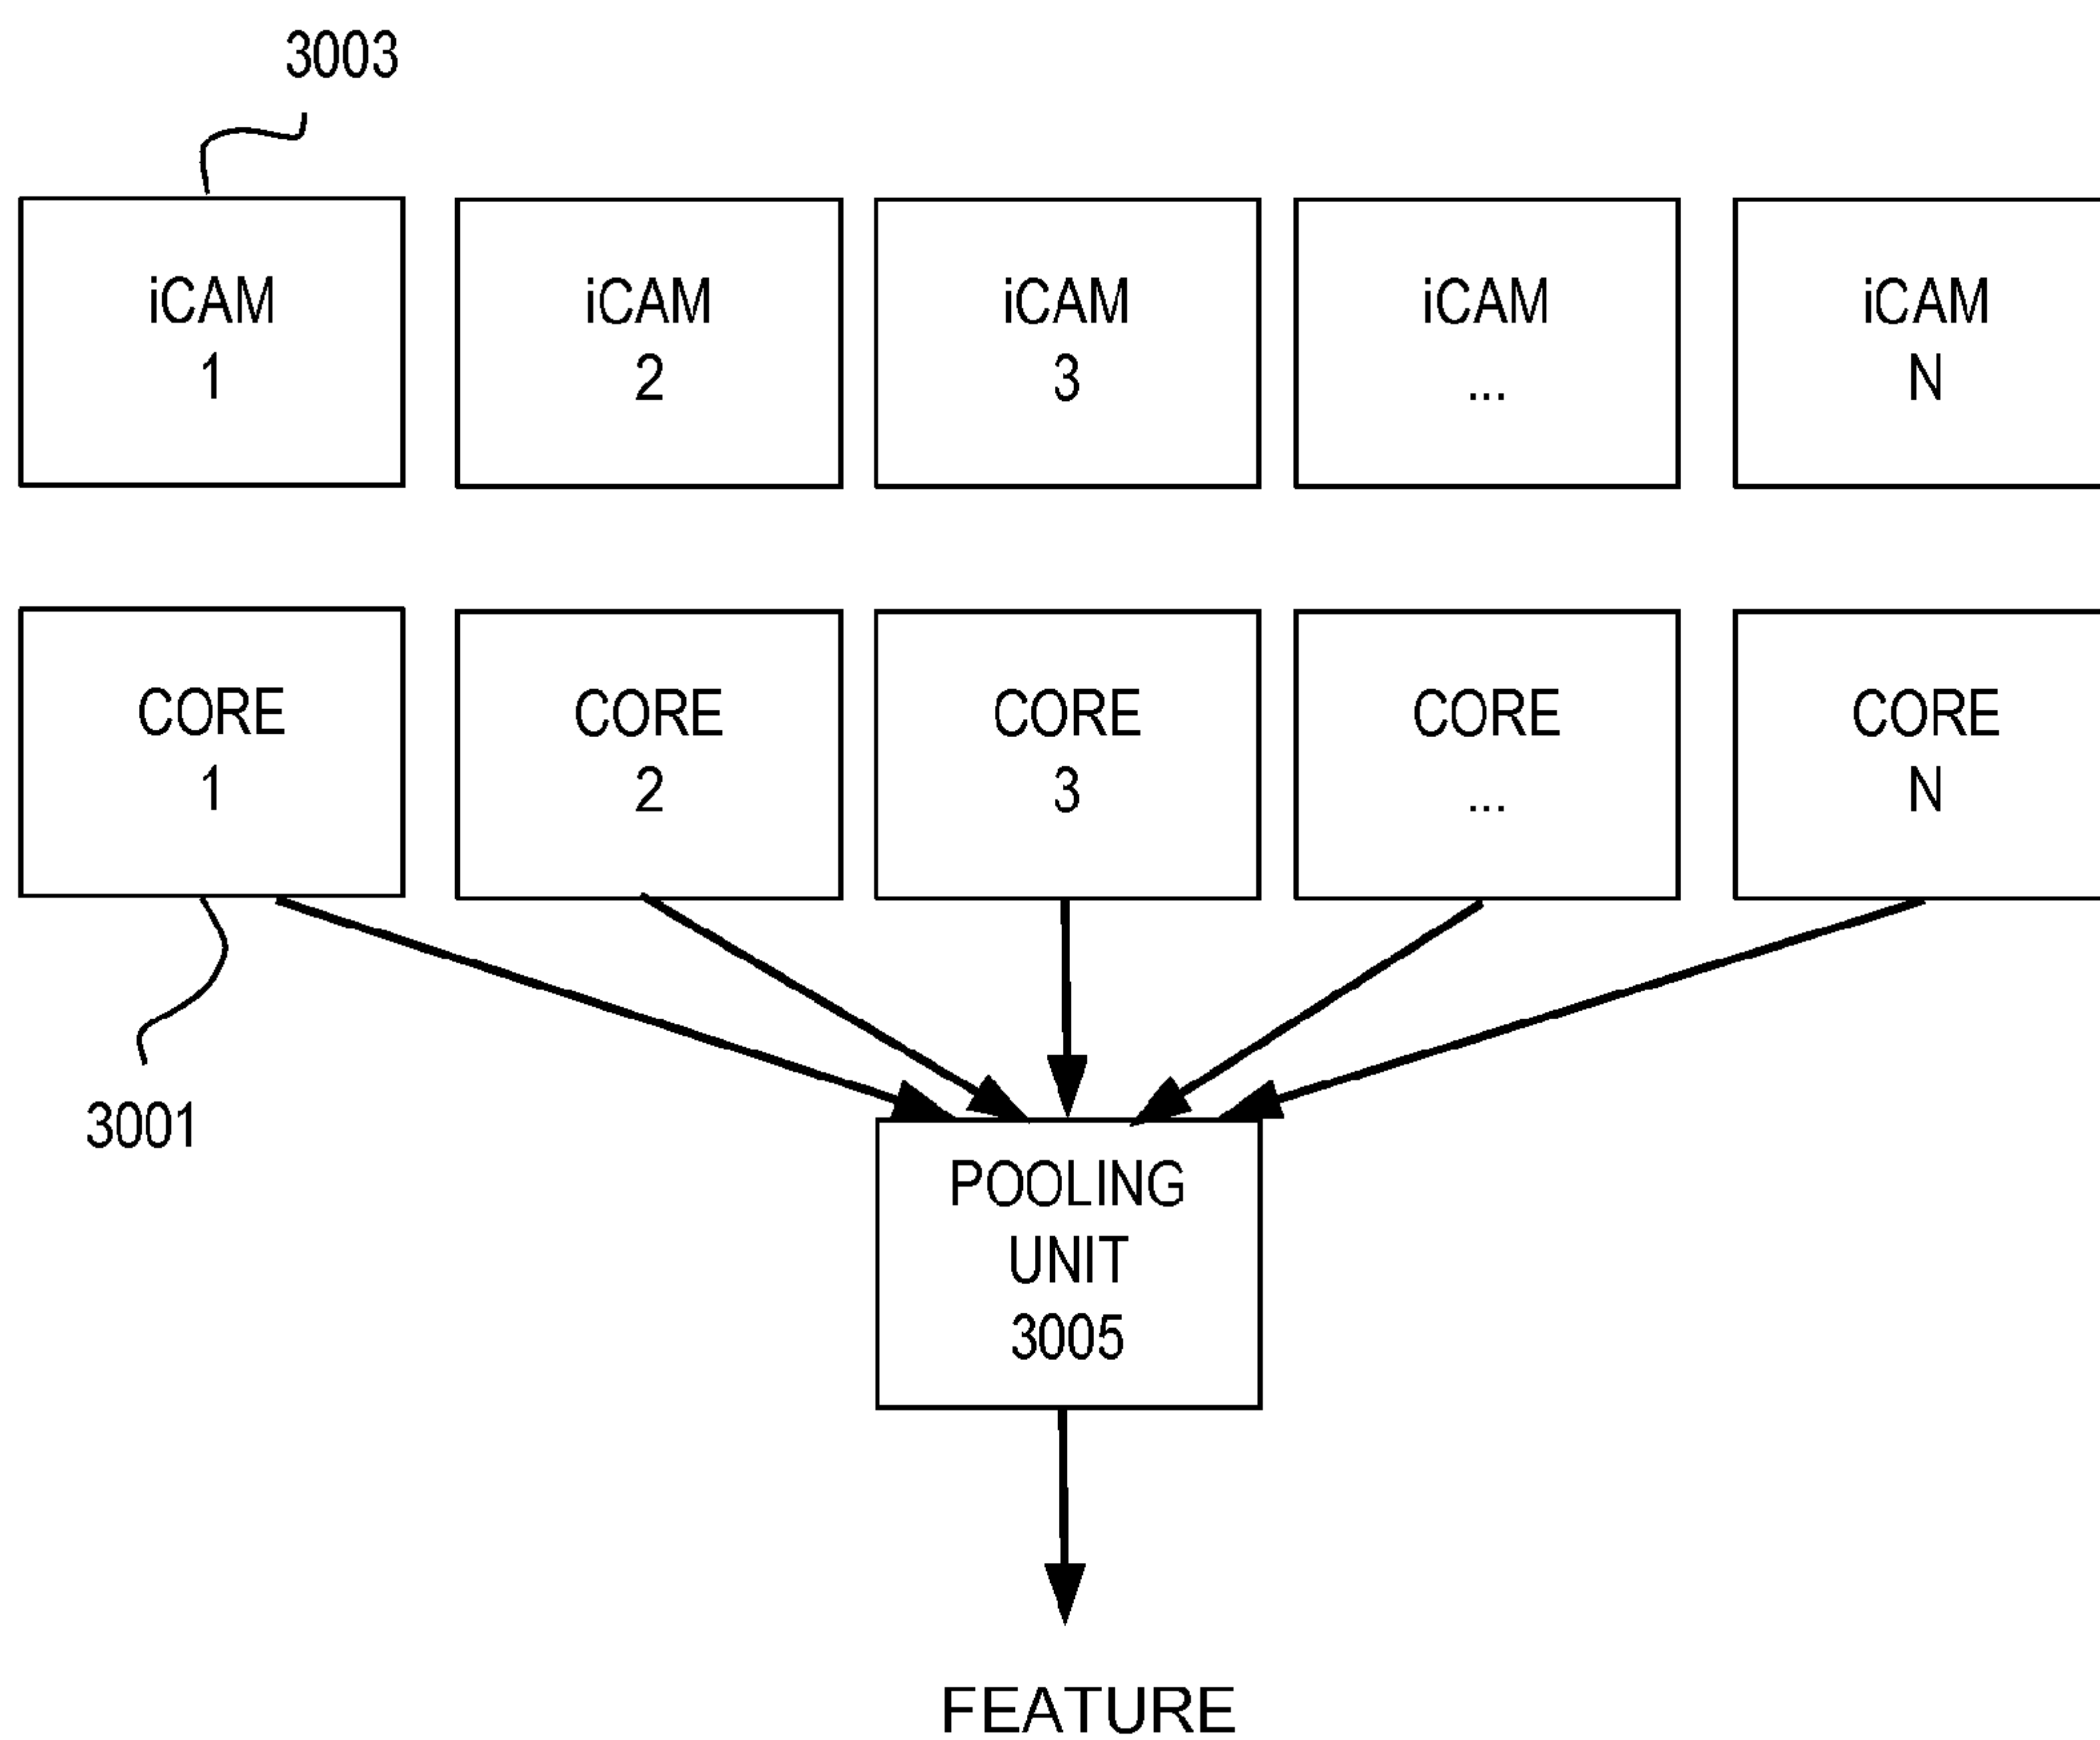 3003
iCAM
1
iCAM
2
iCAM
3
iCAM
...
iCAM
N
CORE
1
CORE
2
CORE
3
CORE
...
CORE
N
3001
POOLING
UNIT
3005
FEATURE